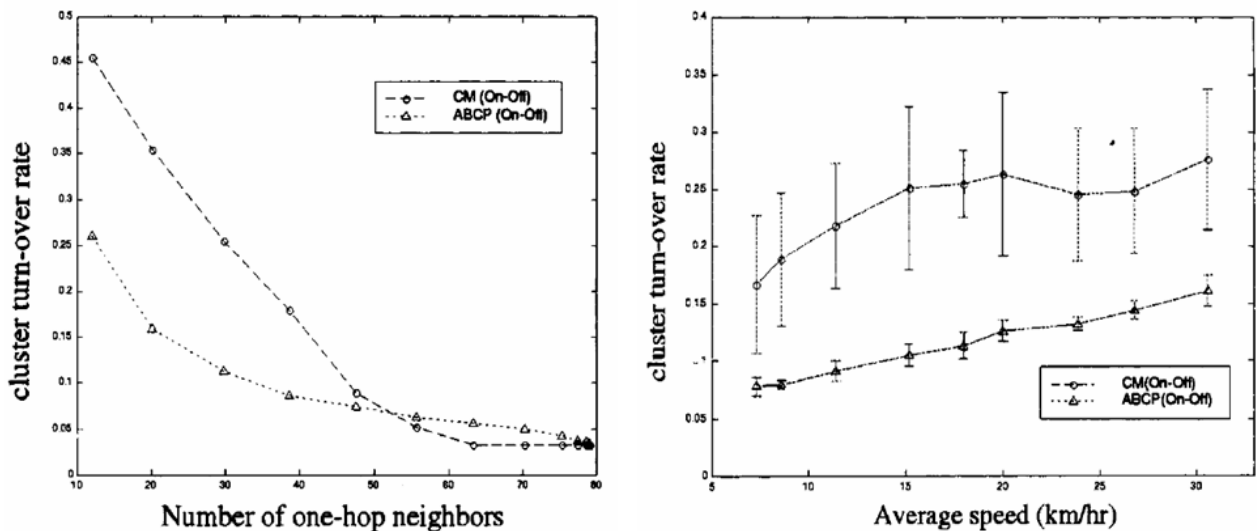 0.5
0.45
0.4
0.35
0.3
0.25
0.2
0.15
0.1
0.05
0
10 20 30 40 50 60 70 80 90
cluster turn-over rate
CM (On-Off)
ABCP (On-Off)
Number of one-hop neighbors
0.4
0.35
0.3
0.25
0.2
0.15
0.1
0.05
0
5 10 15 20 25 30
cluster turn-over rate
CM(On-Off)
ABCP(On-Off)
Average speed (km/hr)